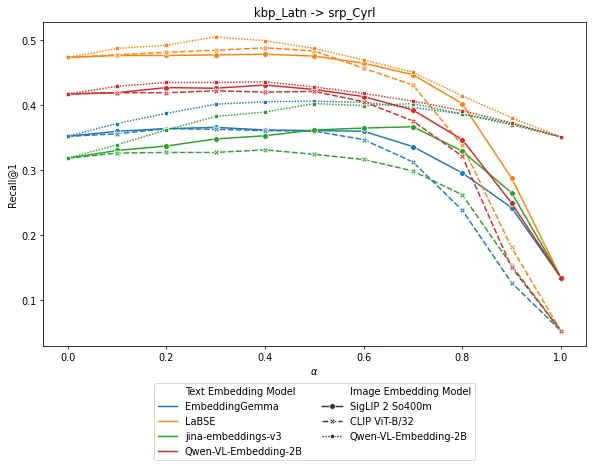 kbp_Latn -> srp_Cyrl
0.5
0.4
0.3
0.2
0.1
Recall@1
0.0 0.2 0.4 0.6 0.8 1.0
α
Text Embedding Model Image Embedding Model
EmbeddingGemma SigLIP 2 So400m
LaBSE CLIP ViT-B/32
jina-embeddings-v3 Qwen-VL-Embedding-2B
Qwen-VL-Embedding-2B